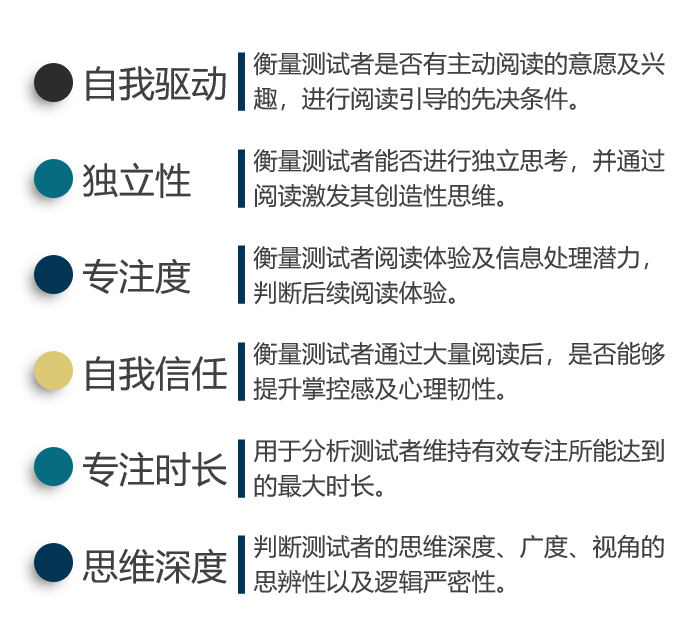 自我驱动
衡量测试者是否有主动阅读的意愿及兴
趣，进行阅读引导的先决条件。
独立性
衡量测试者能否进行独立思考，并通过
阅读激发其创造性思维。
专注度
衡量测试者阅读体验及信息处理潜力，
判断后续阅读体验。
自我信任
衡量测试者通过大量阅读后，是否能够
提升掌控感及心理韧性。
专注时长
用于分析测试者维持有效专注所能达到
的最大时长。
思维深度
判断测试者的思维深度、广度、视角的
思辨性以及逻辑严密性。